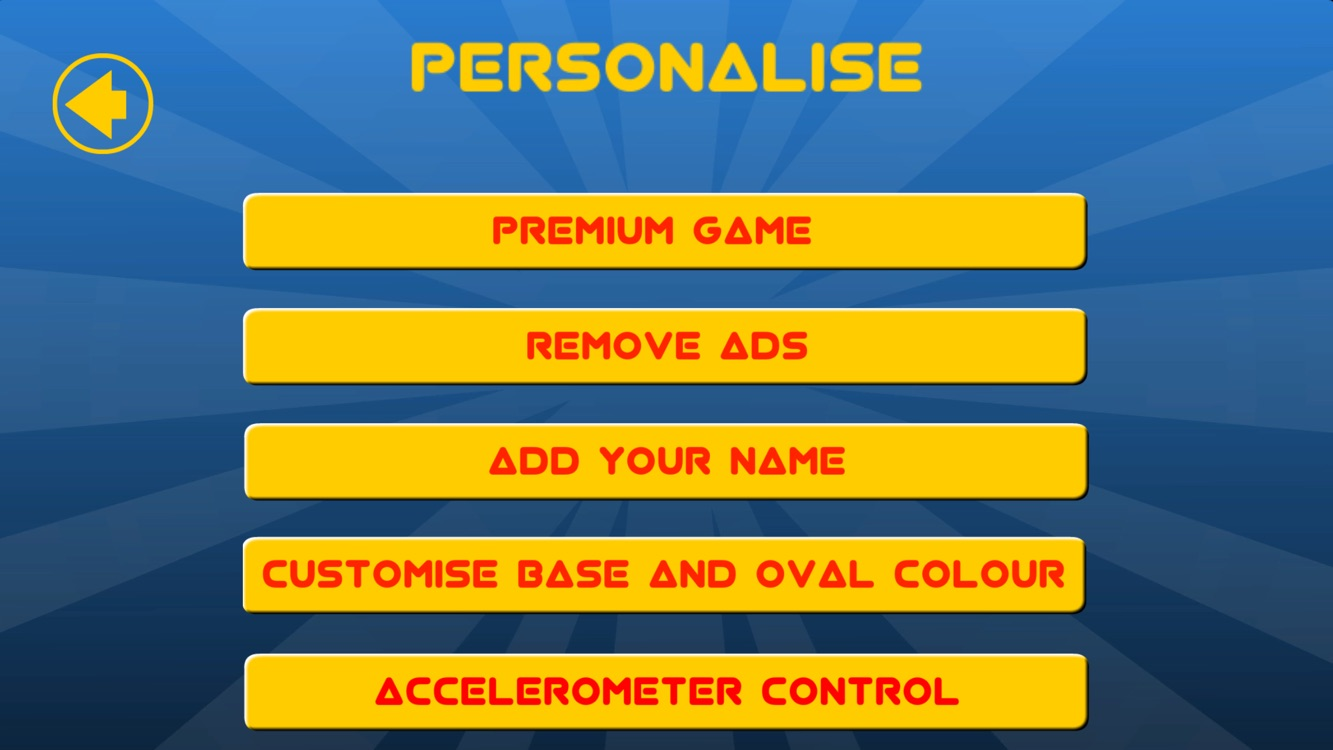 PERSONALISE
PREMIUM GAME
REMOVE ADS
ADD YOUR NAME
CUSTOMISE BASE AND OVAL COLOUR
ACCELEROMETER CONTROL